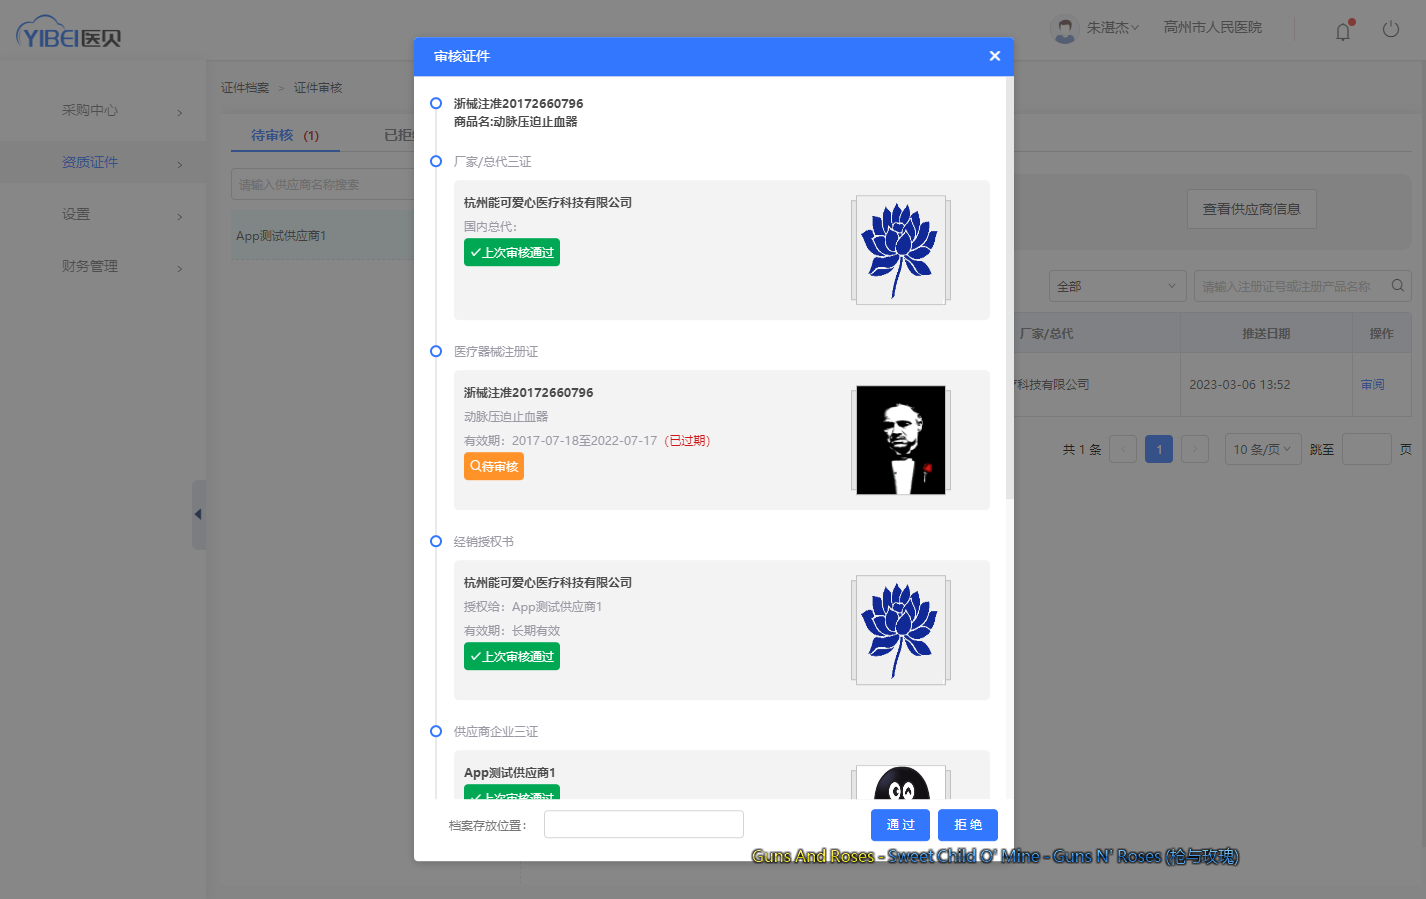 YIBEI医贝
朱湛杰
高州市人民医院
采购中心
资质证件
设置
财务管理
证件档案 > 证件审核
待审核 (1)
已拒
请输入供应商名称搜索
App测试供应商1
查看供应商信息
全部
请输入注册证号或注册产品名称
厂家/总代
推送日期
操作
科技有限公司
2023-03-06 13:52
审阅
共 1 条
1
10 条/页
跳至
页
审核证件
浙械注准20172660796
商品名:动脉压迫止血器
厂家/总代三证
杭州能可爱心医疗科技有限公司
国内总代:
上次审核通过
医疗器械注册证
浙械注准20172660796
动脉压迫止血器
有效期：2017-07-18至2022-07-17（已过期）
待审核
经销授权书
杭州能可爱心医疗科技有限公司
授权给：App测试供应商1
有效期：长期有效
上次审核通过
供应商企业三证
App测试供应商1
上次审核通过
档案存放位置：
通 过
拒 绝
Guns And Roses - Sweet Child O' Mine - Guns N' Roses (枪与玫瑰)